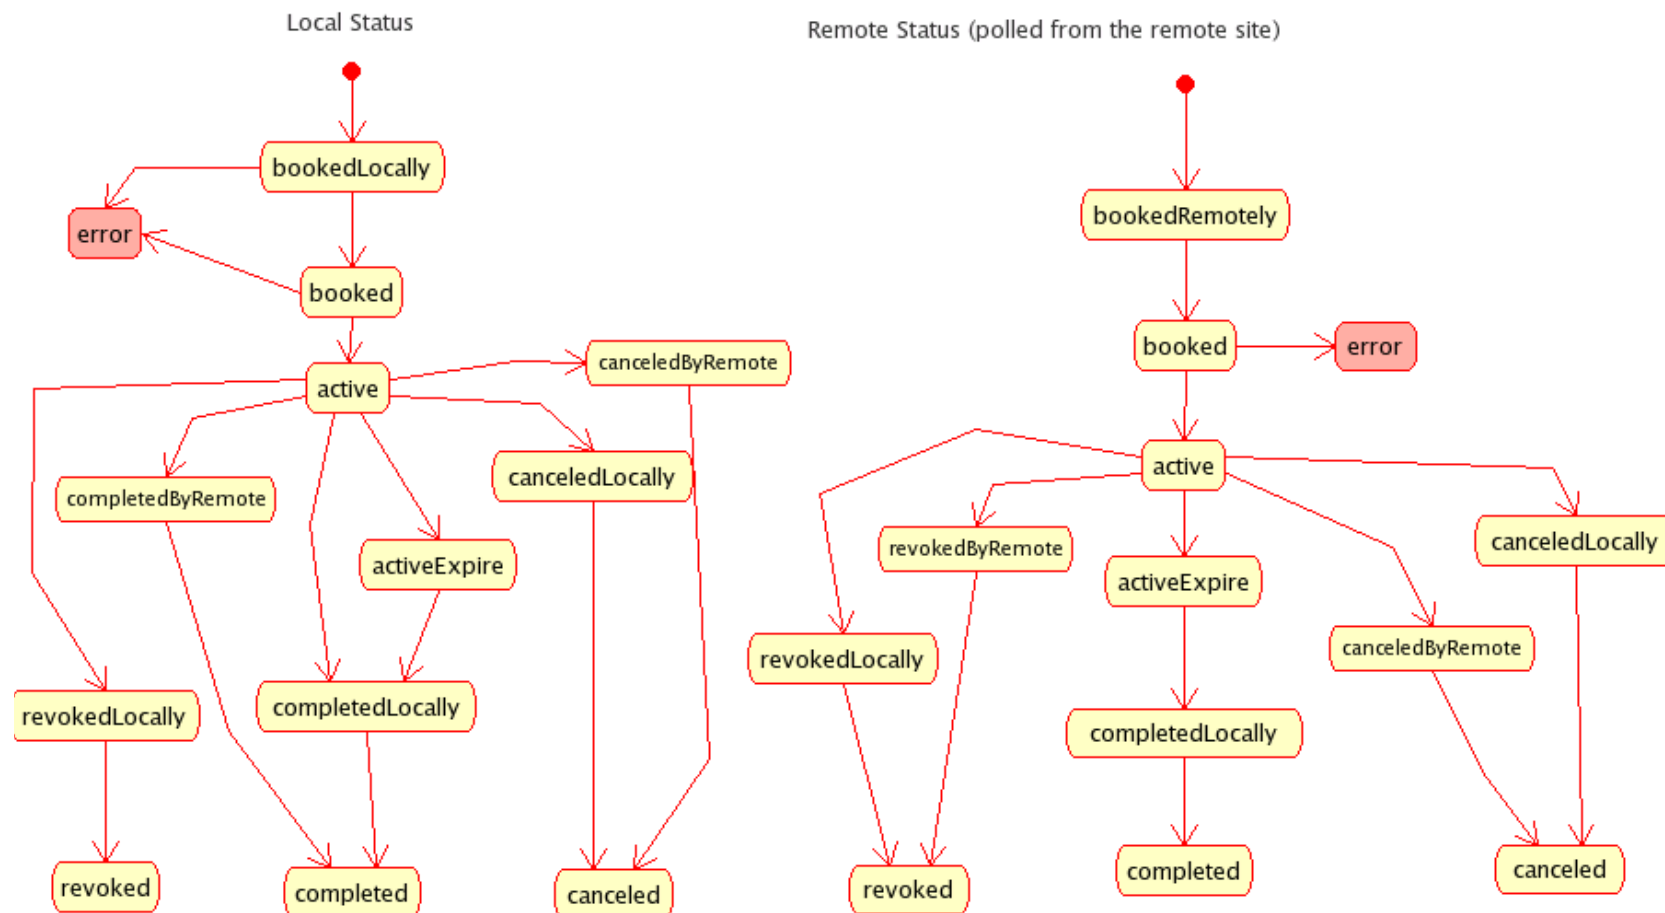 Local Status
bookedLocally
error
booked
active
canceledByRemote
completedByRemote
canceledLocally
activeExpire
revokedLocally
completedLocally
revoked
completed
canceled
Remote Status (polled from the remote site)
bookedRemotely
booked
error
active
revokedByRemote
canceledLocally
activeExpire
revokedLocally
canceledByRemote
completedLocally
revoked
completed
canceled